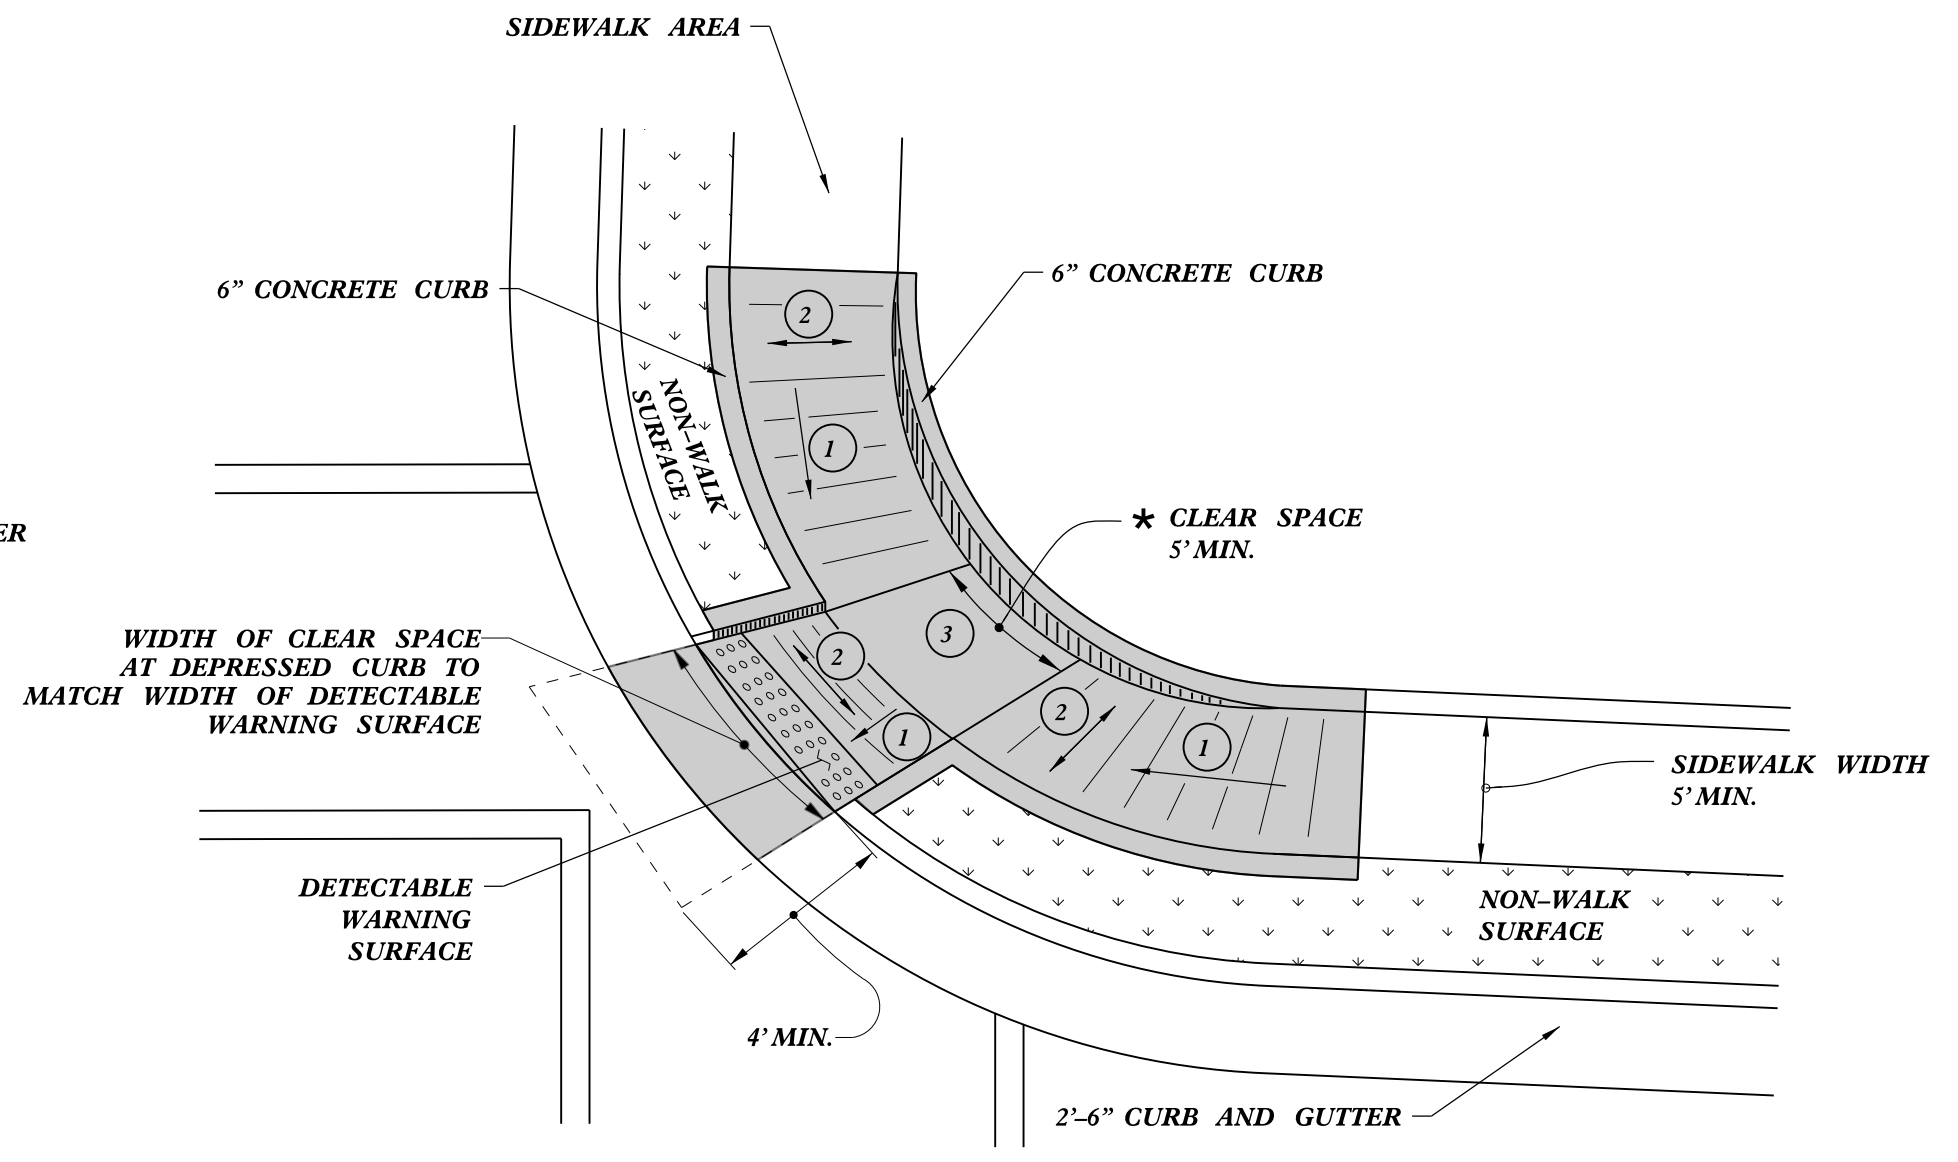 SIDEWALK AREA
6” CONCRETE CURB
6” CONCRETE CURB
2
NON–WALK
SURFACE
1
* CLEAR SPACE
5’ MIN.
ER
WIDTH OF CLEAR SPACE
AT DEPRESSED CURB TO
MATCH WIDTH OF DETECTABLE
WARNING SURFACE
3
2
2
1
1
SIDEWALK WIDTH
5’ MIN.
DETECTABLE
WARNING
SURFACE
NON–WALK
SURFACE
4’ MIN.
2’–6” CURB AND GUTTER